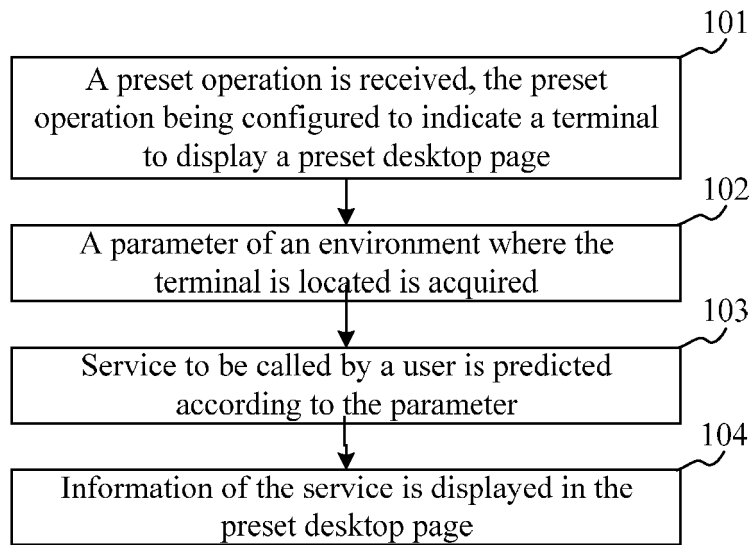 101
A preset operation is received, the preset
operation being configured to indicate a terminal
to display a preset desktop page
102
A parameter of an environment where the
terminal is located is acquired
103
Service to be called by a user is predicted
according to the parameter
104
Information of the service is displayed in the
preset desktop page